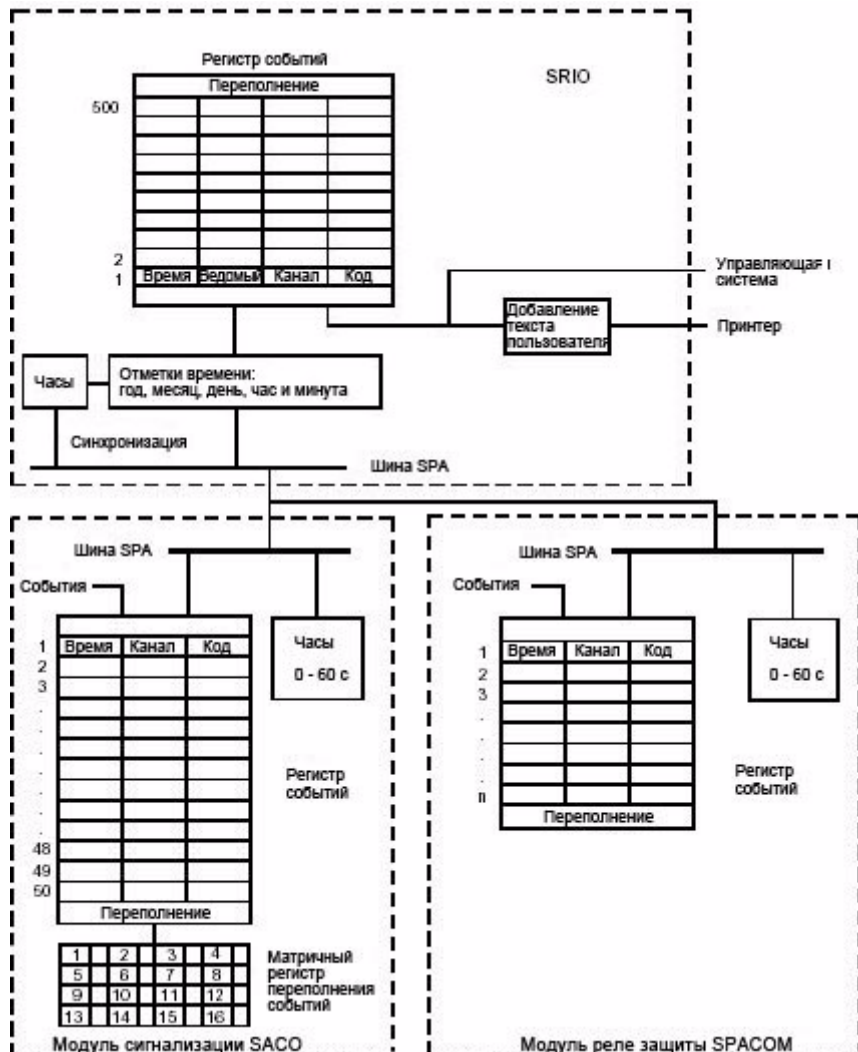 Регистр событий
SRIO
Переполнение
500
2
1
Время Ведомый Канал Код
Управляющая
система
Добавление
текста
пользователя
Принтер
Часы
Отметки времени:
год, месяц, день, час и минута
Синхронизация
Шина SPA
Шина SPA
События
1
Время Канал Код
2
3
.
.
.
.
.
.
.
48
49
50
Переполнение
Часы
0 - 60 с
Регистр
событий
1 2 3 4
5 6 7 8
9 10 11 12
13 14 15 16
Матричный
регистр
переполнения
событий
Модуль сигнализации SACO
Шина SPA
События
1
Время Канал Код
2
3
.
.
.
.
n
Переполнение
Часы
0 - 60 с
Регистр
событий
Модуль реле защиты SPACOM